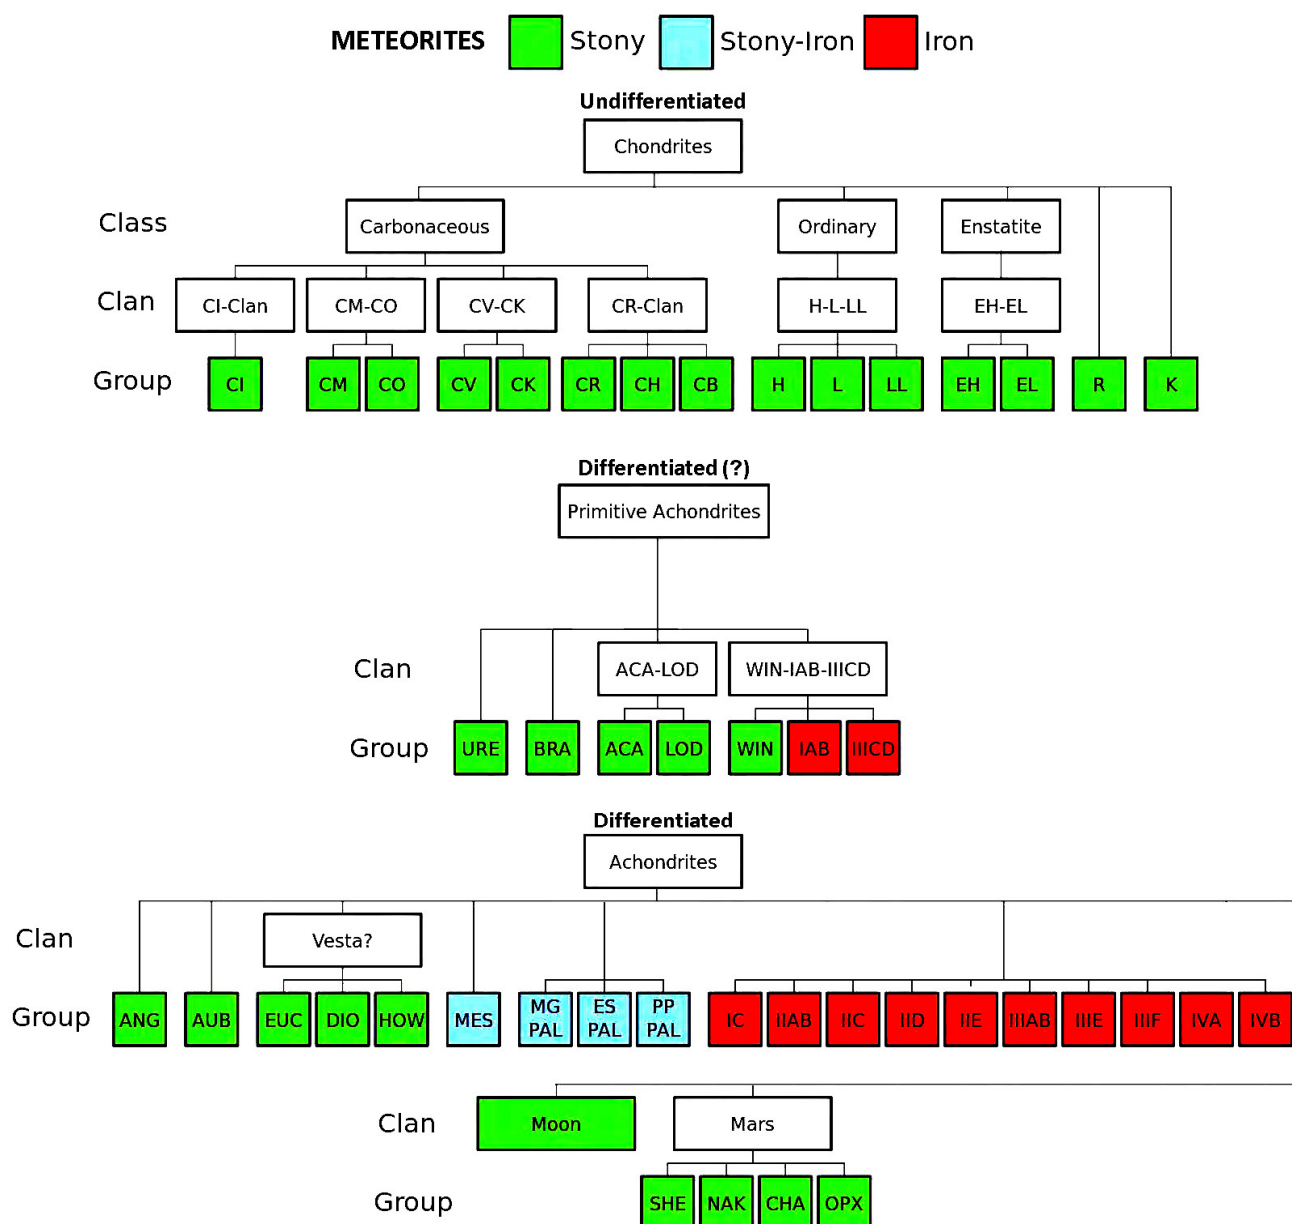 METEORITES Stony Stony-Iron Iron
Undifferentiated
Chondrites
Class Carbonaceous Ordinary Enstatite
Clan CI-Clan CM-CO CV-CK CR-Clan H-L-LL EH-EL
Group CI CM CO CV CK CR CH CB H L LL EH EL R K
Differentiated (?)
Primitive Achondrites
Clan ACA-LOD WIN-IAB-IIICD
Group URE BRA ACA LOD WIN IAB IIICD
Differentiated
Achondrites
Clan Vesta?
Group ANG AUB EUC DIO HOW MES MG PAL ES PAL PP PAL IC IIAB IIC IID IIE IIIAB IIIE IIIF IVA IVB
Clan Moon Mars
Group SHE NAK CHA OPX